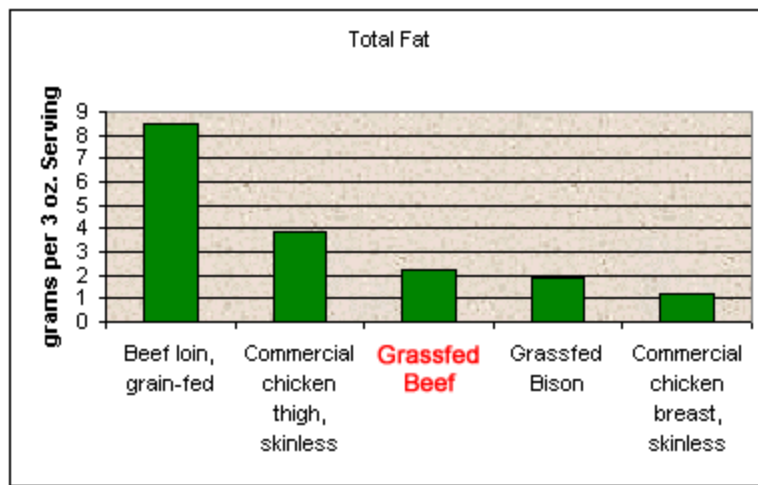 Total Fat
grams per 3 oz. Serving
9
8
7
6
5
4
3
2
1
0
Beef loin,
grain-fed
Commercial
chicken
thigh,
skinless
Grassfed
Beef
Grassfed
Bison
Commercial
chicken
breast,
skinless